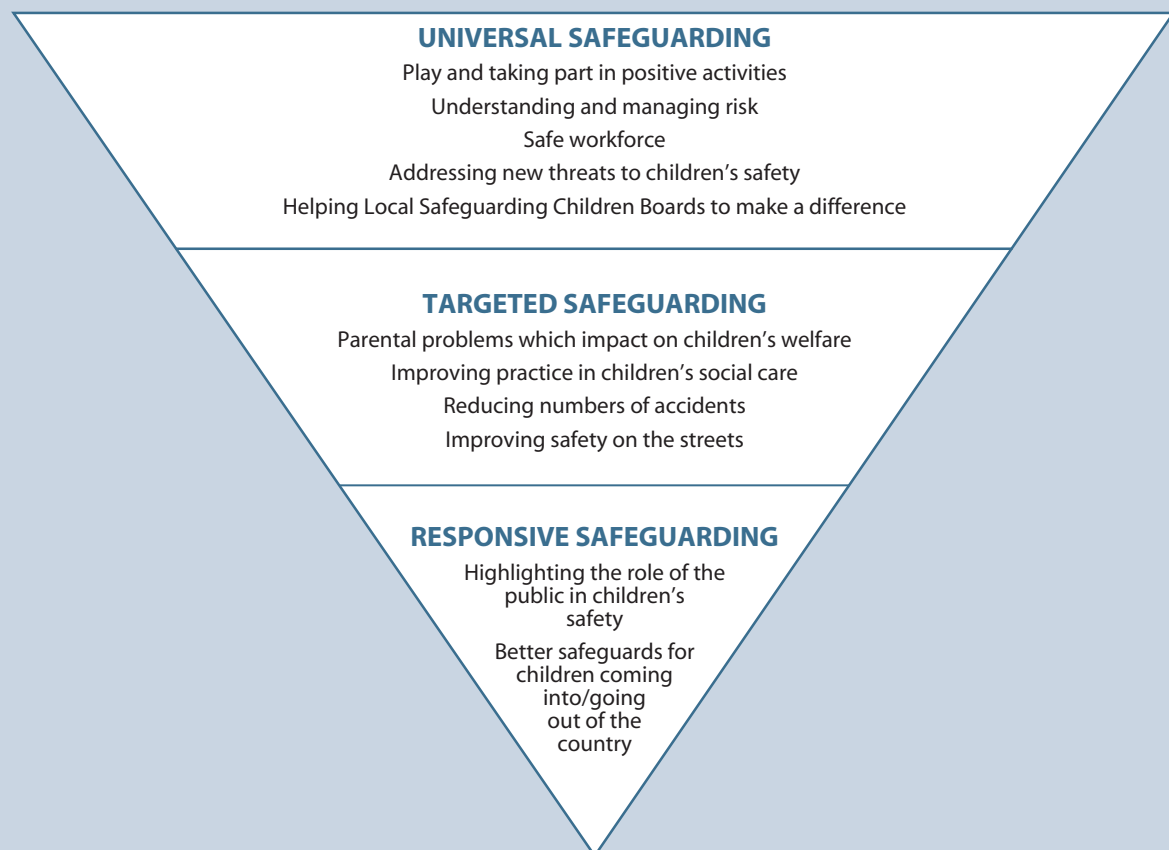 UNIVERSAL SAFEGUARDING
Play and taking part in positive activities
Understanding and managing risk
Safe workforce
Addressing new threats to children’s safety
Helping Local Safeguarding Children Boards to make a difference
TARGETED SAFEGUARDING
Parental problems which impact on children’s welfare
Improving practice in children’s social care
Reducing numbers of accidents
Improving safety on the streets
RESPONSIVE SAFEGUARDING
Highlighting the role of the
public in children’s
safety
Better safeguards for
children coming
into/going
out of the
country